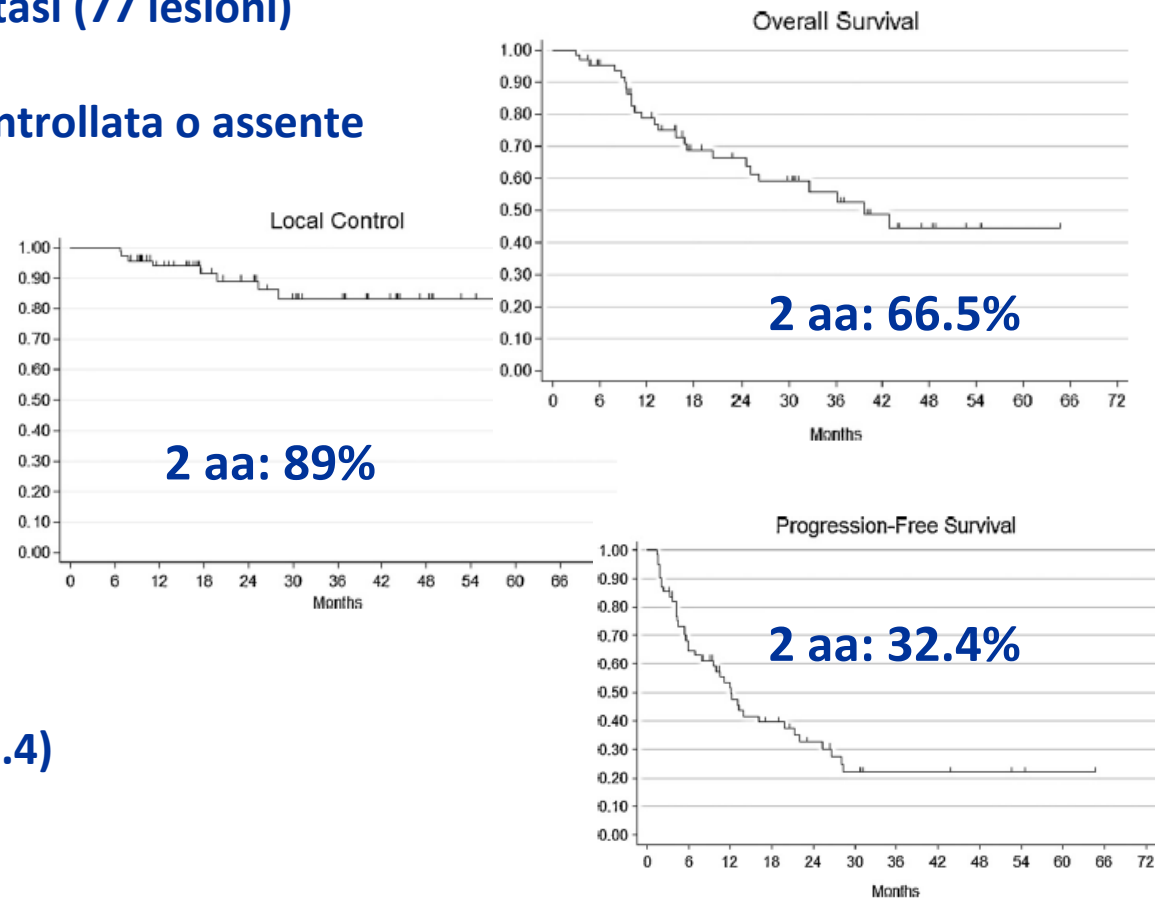 tasi (77 lesioni)
ntrollata o assente
Overall Survival
1.00
0.90
0.80
0.70
0.60
0.50
0.40
0.30
0.20
0.10
0.00
2 aa: 66.5%
0 6 12 18 24 30 36 42 48 54 60 66 72
Months
Local Control
1.00
0.90
0.80
0.70
0.60
0.50
0.40
0.30
0.20
0.10
0.00
2 aa: 89%
0 6 12 18 24 30 36 42 48 54 60 66
Months
Progression-Free Survival
1.00
0.90
0.80
0.70
0.60
0.50
0.40
0.30
0.20
0.10
0.00
2 aa: 32.4%
0 6 12 18 24 30 36 42 48 54 60 66 72
Months
.4)